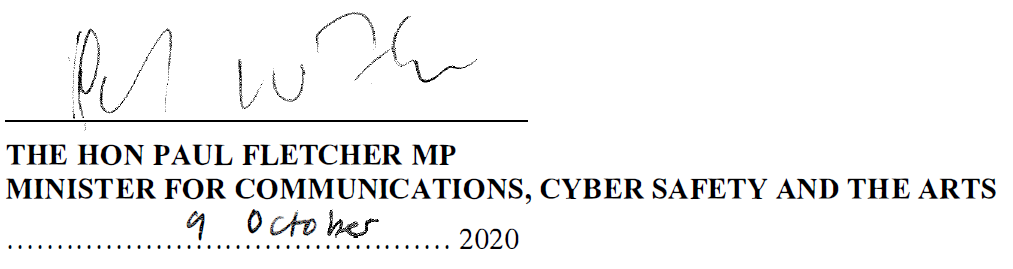 THE HON PAUL FLETCHER MP
MINISTER FOR COMMUNICATIONS, CYBER SAFETY AND THE ARTS
9 October 2020